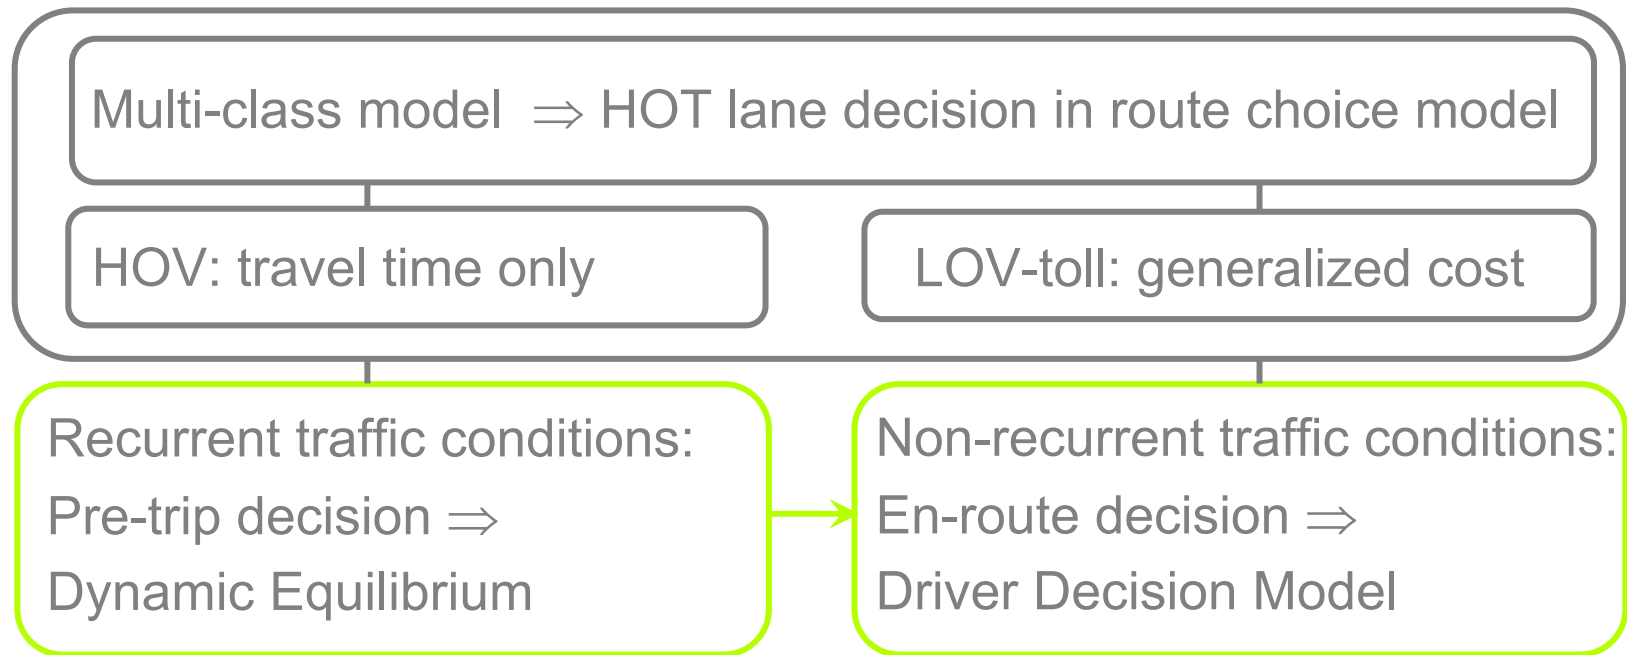 Multi-class model ⇒ HOT lane decision in route choice model
HOV: travel time only
LOV-toll: generalized cost
Recurrent traffic conditions:
Pre-trip decision ⇒
Dynamic Equilibrium
Non-recurrent traffic conditions:
En-route decision ⇒
Driver Decision Model